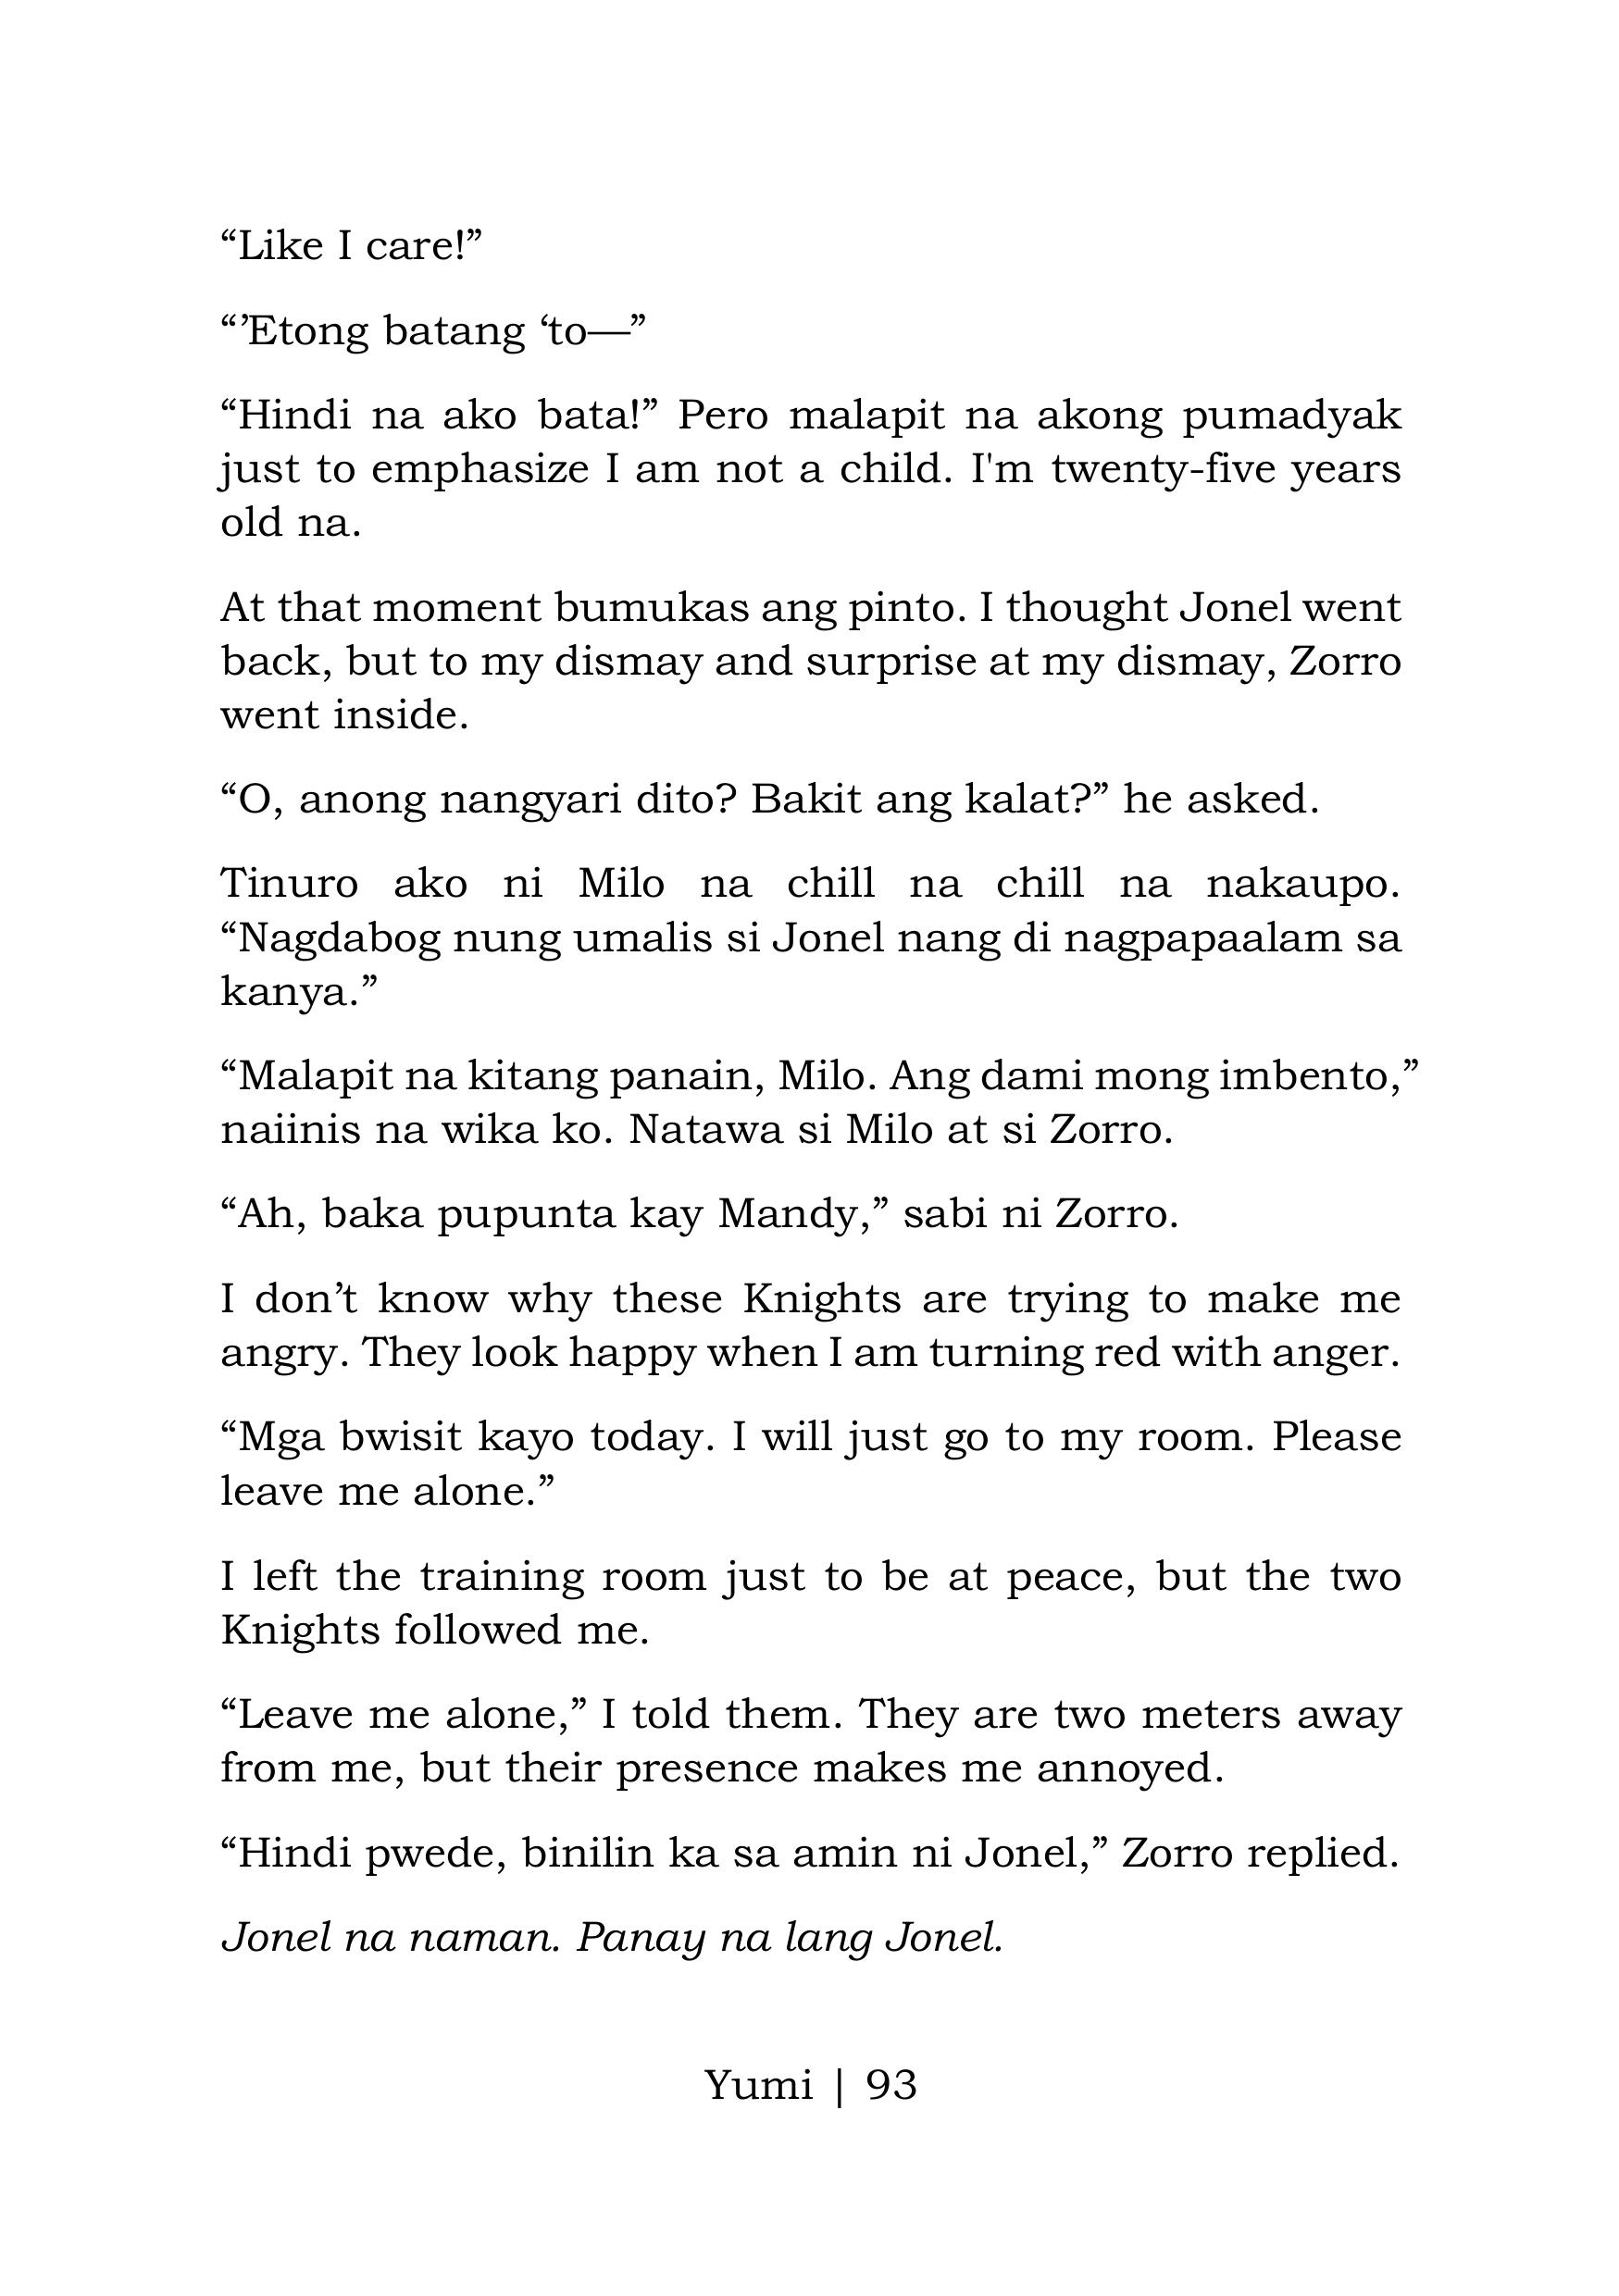 “Like I care!”
“’Etong batang ‘to—”
“Hindi na ako bata!” Pero malapit na akong pumadyak
just to emphasize I am not a child. I'm twenty-five years
old na.
At that moment bumukas ang pinto. I thought Jonel went
back, but to my dismay and surprise at my dismay, Zorro
went inside.
“O, anong nangyari dito? Bakit ang kalat?” he asked.
Tinuro ako ni Milo na chill na chill na nakaupo.
“Nagdabog nung umalis si Jonel nang di nagpapaalam sa
kanya.”
“Malapit na kitang panain, Milo. Ang dami mong imbento,”
naiinis na wika ko. Natawa si Milo at si Zorro.
“Ah, baka pupunta kay Mandy,” sabi ni Zorro.
I don’t know why these Knights are trying to make me
angry. They look happy when I am turning red with anger.
“Mga bwisit kayo today. I will just go to my room. Please
leave me alone.”
I left the training room just to be at peace, but the two
Knights followed me.
“Leave me alone,” I told them. They are two meters away
from me, but their presence makes me annoyed.
“Hindi pwede, binilin ka sa amin ni Jonel,” Zorro replied.
Jonel na naman. Panay na lang Jonel.
Yumi | 93